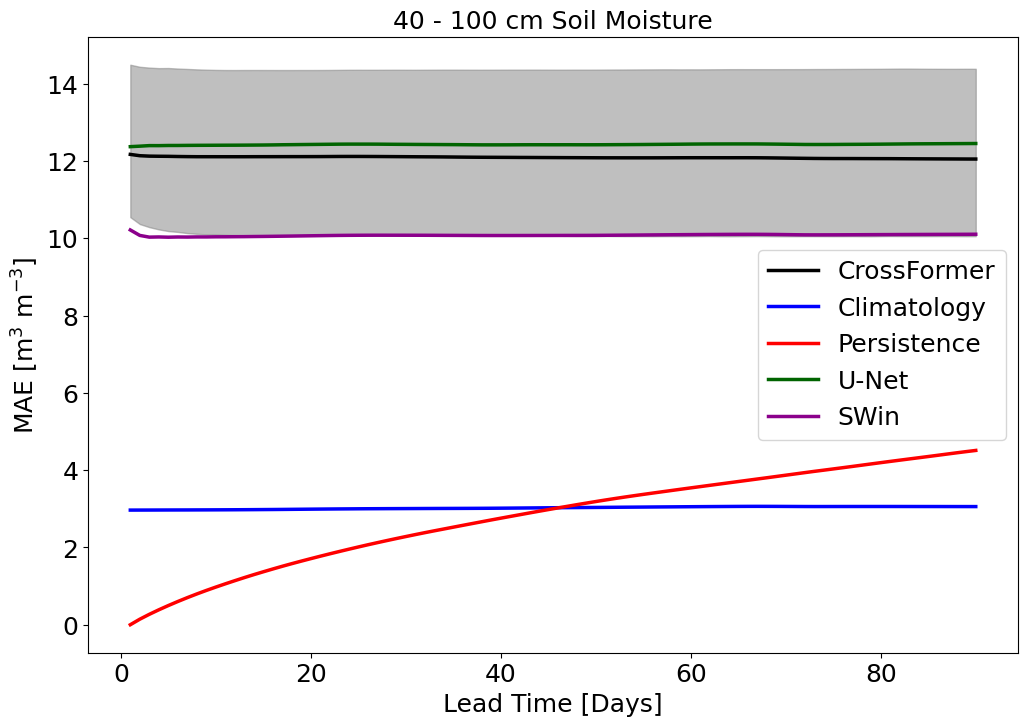 40 - 100 cm Soil Moisture
MAE [m³ m⁻³]
14
12
10
8
6
4
2
0
CrossFormer
Climatology
Persistence
U-Net
SWin
0 20 40 60 80
Lead Time [Days]